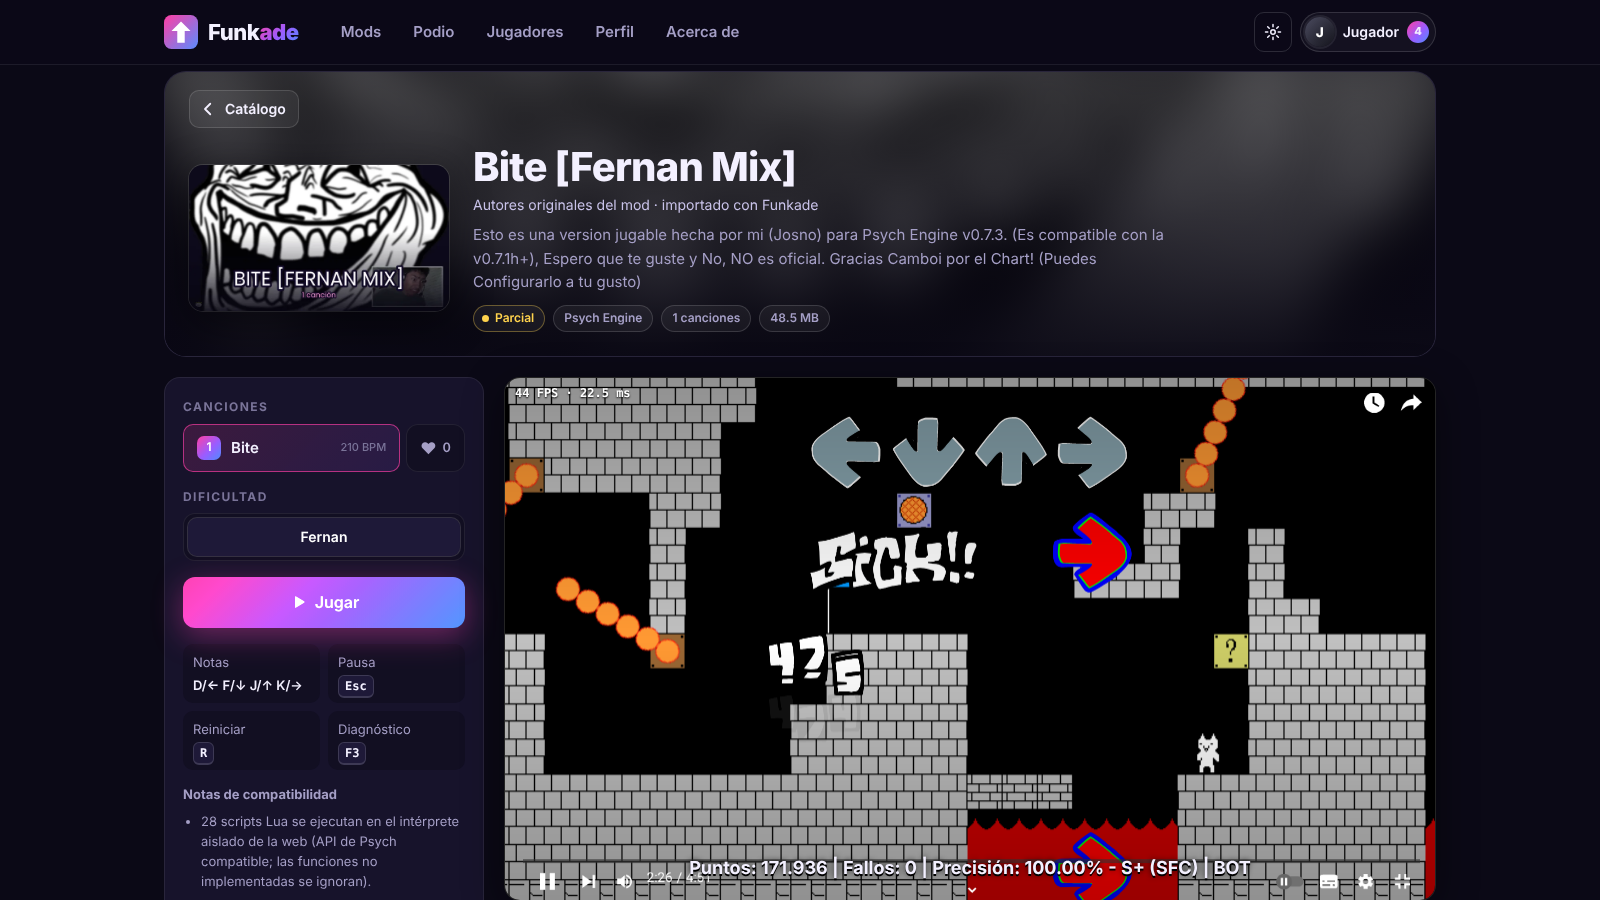 Funkade
Mods
Podio
Jugadores
Perfil
Acerca de
J Jugador 4
Catálogo
BITE [FERNAN MIX]
1 canción
Bite [Fernan Mix]
Autores originales del mod · importado con Funkade
Esto es una version jugable hecha por mi (Josno) para Psych Engine v0.7.3. (Es compatible con la
v0.7.1h+), Espero que te guste y No, NO es oficial. Gracias Camboi por el Chart! (Puedes
Configurarlo a tu gusto)
Parcial
Psych Engine
1 canciones
48.5 MB
CANCIONES
1 Bite 210 BPM
0
DIFICULTAD
Fernan
Jugar
Notas
D/← F/↓ J/↑ K/→
Pausa
Esc
Reiniciar
R
Diagnóstico
F3
Notas de compatibilidad
• 28 scripts Lua se ejecutan en el intérprete
aislado de la web (API de Psych
compatible; las funciones no
implementadas se ignoran).
44 FPS · 22.5 ms
SiCK!!
?
Puntos: 171.936 | Fallos: 0 | Precisión: 100.00% - S+ (SFC) | BOT
2:26 /